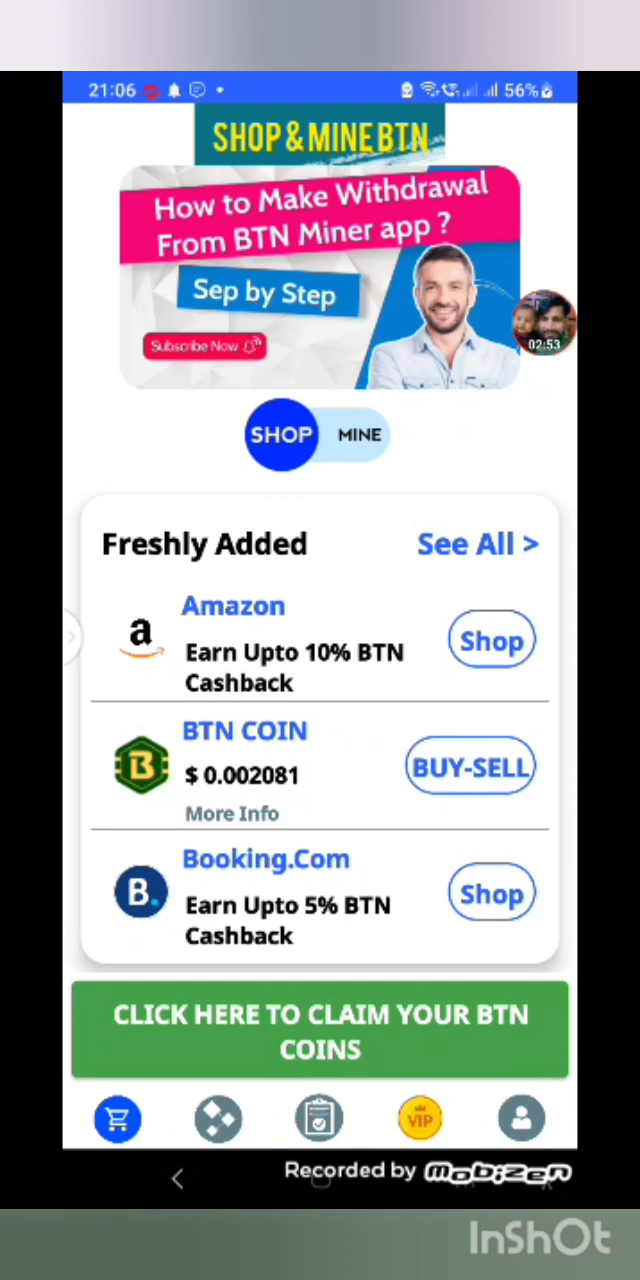 21:06
56%
SHOP & MINE BTN
How to Make Withdrawal
From BTN Miner app ?
Sep by Step
Subscribe Now
02:53
SHOP MINE
Freshly Added See All >
Amazon
a
Earn Upto 10% BTN
Cashback
Shop
BTN COIN
B
$ 0.002081
BUY-SELL
More Info
Booking.Com
B.
Earn Upto 5% BTN
Cashback
Shop
CLICK HERE TO CLAIM YOUR BTN
COINS
VIP
Recorded by mobizen
InShOt